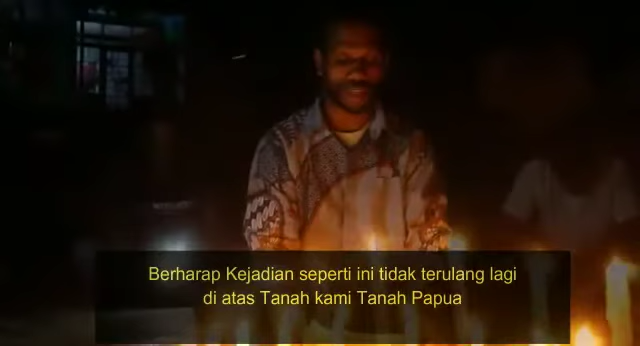 Berharap Kejadian seperti ini tidak terulang lagi
di atas Tanah kami Tanah Papua